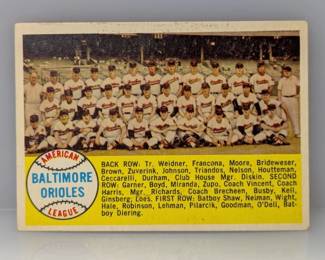 AMERICAN
BALTIMORE
ORIOLES
LEAGUE
BACK ROW: Tr. Weidner, Francona, Moore, Brideweser,
Brown, Zuverink, Johnson, Triandos, Nelson, Houtteman,
Ceccarelli, Durham, Club House Mgr. Diskin. SECOND
ROW: Garner, Boyd, Miranda, Zupo, Coach Vincent, Coach
Harris, Mgr. Richards, Coach Brecheen, Busby, Kell,
Ginsberg, Loes. FIRST ROW: Batboy Shaw, Nieman, Wight,
Hale, Robinson, Lehman, Pilarcik, Goodman, O'Dell, Bat-
boy Diering.